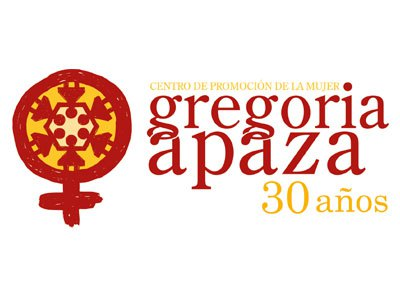 CENTRO DE PROMOCIÓN DE LA MUJER
gregoria
apaza
30 años